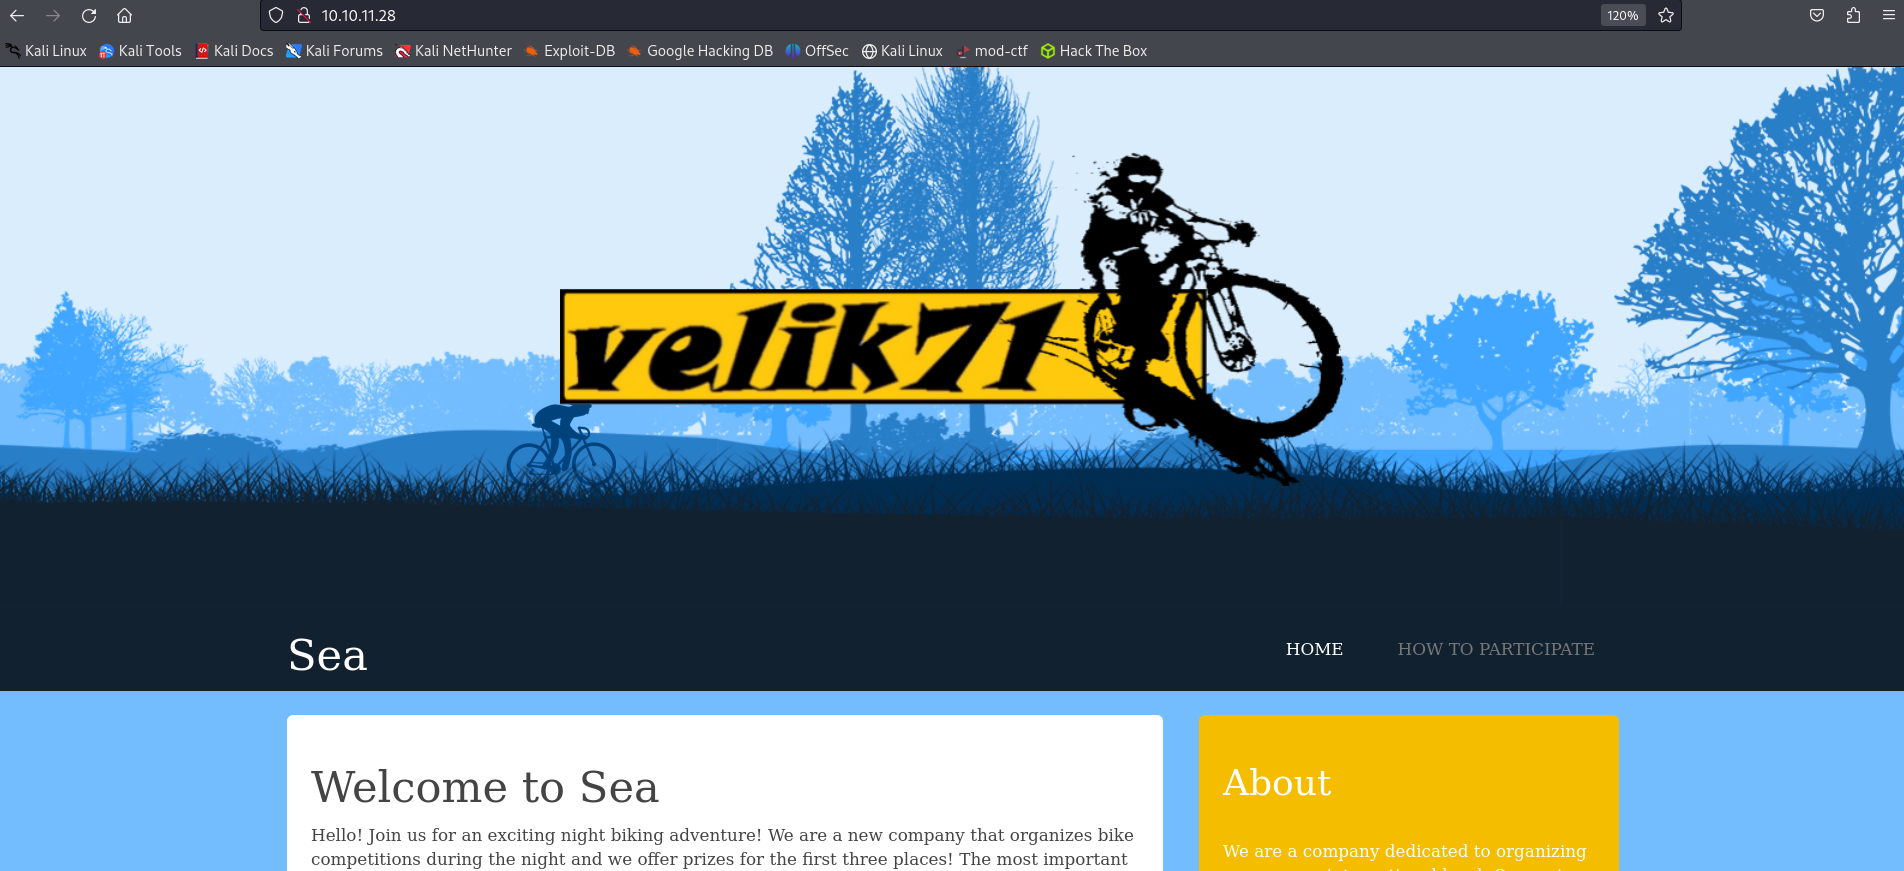 10.10.11.28
120%
Kali Linux Kali Tools Kali Docs Kali Forums Kali NetHunter Exploit-DB Google Hacking DB OffSec Kali Linux mod-ctf Hack The Box
velik71
Sea
HOME HOW TO PARTICIPATE
Welcome to Sea
Hello! Join us for an exciting night biking adventure! We are a new company that organizes bike
competitions during the night and we offer prizes for the first three places! The most important
About
We are a company dedicated to organizing